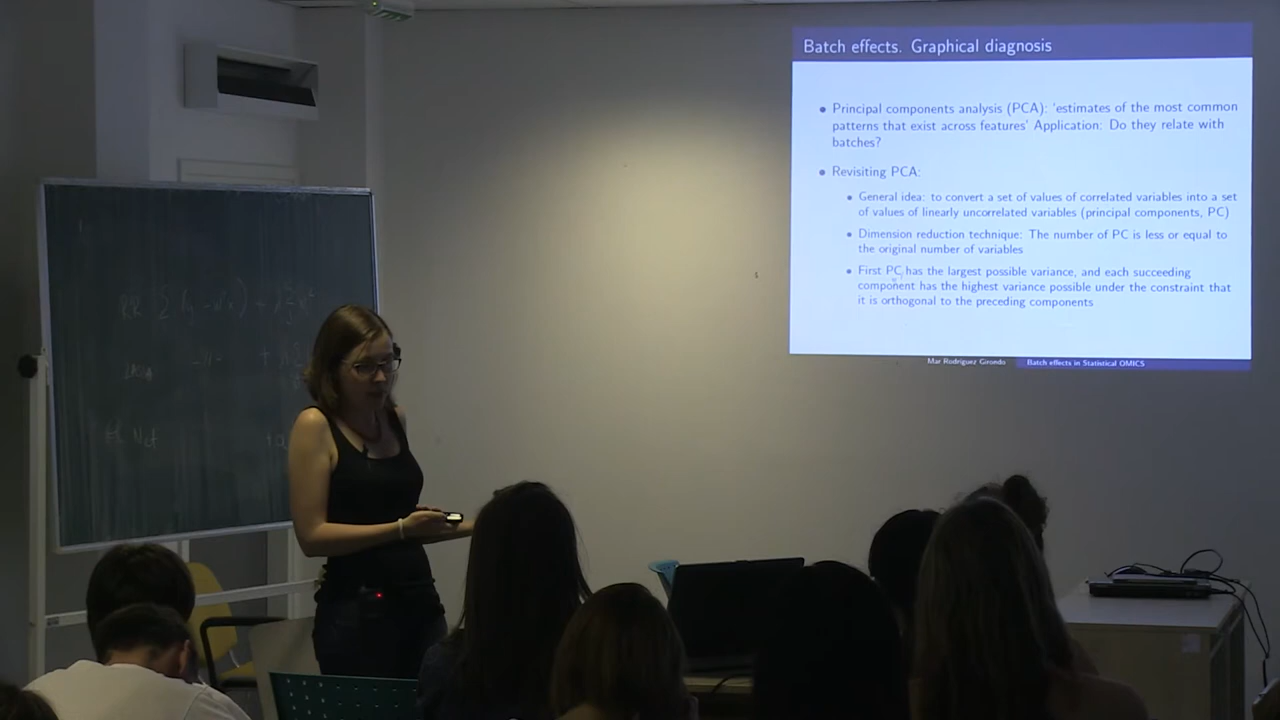 Batch effects. Graphical diagnosis
Principal components analysis (PCA): 'estimates of the most common
patterns that exist across features' Application: Do they relate with
batches?
Revisiting PCA:
General idea: to convert a set of values of correlated variables into a set
of values of linearly uncorrelated variables (principal components, PC)
Dimension reduction technique: The number of PC is less or equal to
the original number of variables
First PC has the largest possible variance, and each succeeding
component has the highest variance possible under the constraint that
it is orthogonal to the preceding components
Mar Rodríguez Girondo Batch effects in Statistical OMICS
RR
Net